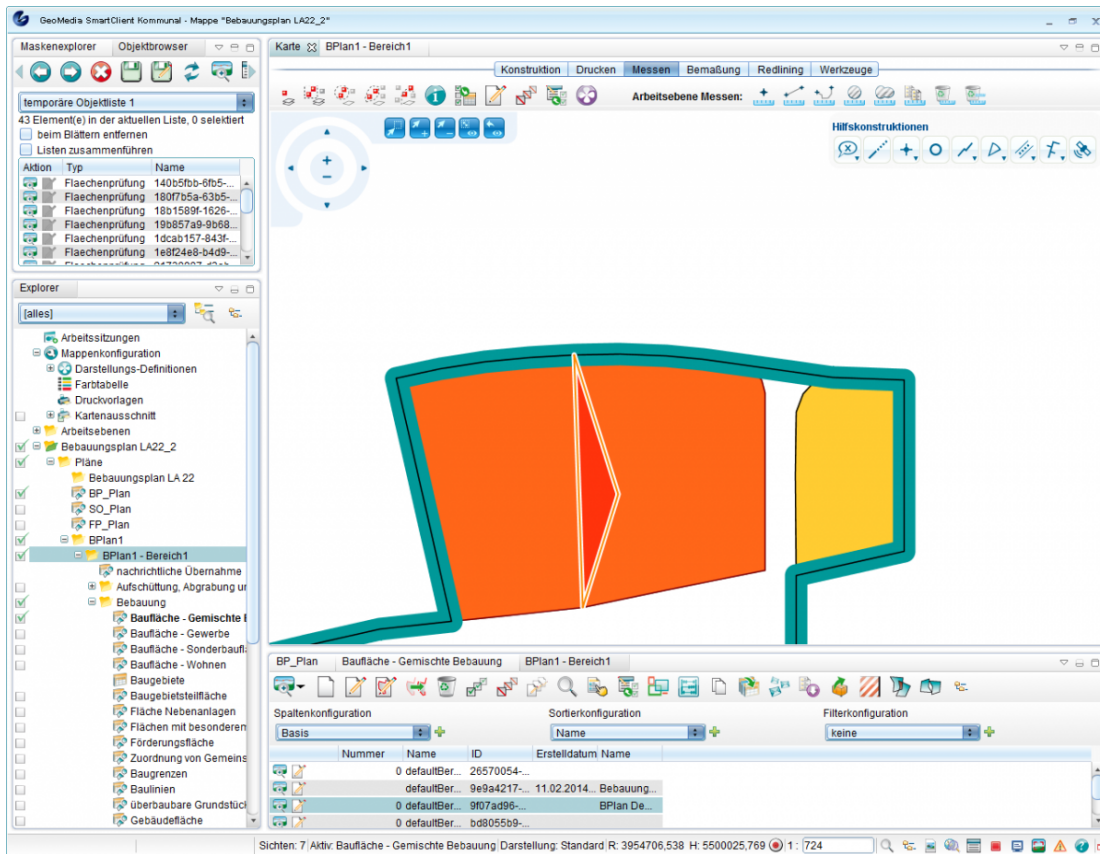 GeoMedia SmartClient Kommunal - Mappe "Bebauungsplan LA22_2"
Maskenexplorer Objektbrowser
temporäre Objektliste 1
43 Element(e) in der aktuellen Liste, 0 selektiert
beim Blättern entfernen
Listen zusammenführen
Aktion Typ Name
Flaechenprüfung 140b5fbb-6fb5-...
Flaechenprüfung 180f7b5a-63b5-...
Flaechenprüfung 18b1589f-1626-...
Flaechenprüfung 19b857a9-9b68...
Flaechenprüfung 1dcab157-843f-...
Flaechenprüfung 1e8f24e8-b4d9-...
Explorer
[alles]
Arbeitssitzungen
Mappenkonfiguration
Darstellungs-Definitionen
Farbtabelle
Druckvorlagen
Kartenausschnitt
Arbeitsebenen
Bebauungsplan LA22_2
Pläne
Bebauungsplan LA 22
BP_Plan
SO_Plan
FP_Plan
BPlan1
BPlan1 - Bereich1
nachrichtliche Übernahme
Aufschüttung, Abgrabung ur
Bebauung
Baufläche - Gemischte
Baufläche - Gewerbe
Baufläche - Sonderbaufl
Baufläche - Wohnen
Baugebiete
Baugebietsteilfläche
Fläche Nebenanlagen
Flächen mit besonderem
Förderungsfläche
Zuordnung von Gemeins
Baugrenzen
Baulinien
überbaubare Grundstüc
Gebäudefläche
Karte BPlan1 - Bereich1
Konstruktion Drucken Messen Bemaßung Redlining Werkzeuge
Arbeitsebene Messen:
Hilfskonstruktionen
BP_Plan Baufläche - Gemischte Bebauung BPlan1 - Bereich1
Spaltenkonfiguration Sortierkonfiguration Filterkonfiguration
Basis Name keine
Nummer Name ID Erstelldatum Name
0 defaultBer... 26570054-...
defaultBer... 9e9a4217-... 11.02.2014... Bebauung...
0 defaultBer... 9f07ad96-... BPlan De...
0 defaultBer... bd8055b9-...
Sichten: 7 Aktiv: Baufläche - Gemischte Bebauung Darstellung: Standard R: 3954706,538 H: 5500025,769 1 : 724